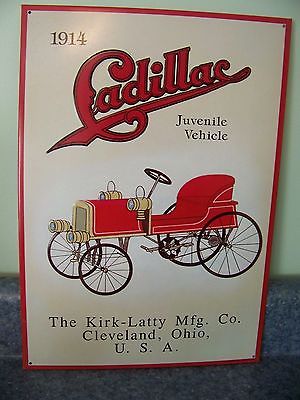 1914
Cadillac
Juvenile
Vehicle
The Kirk-Latty Mfg. Co.
Cleveland, Ohio,
U. S. A.